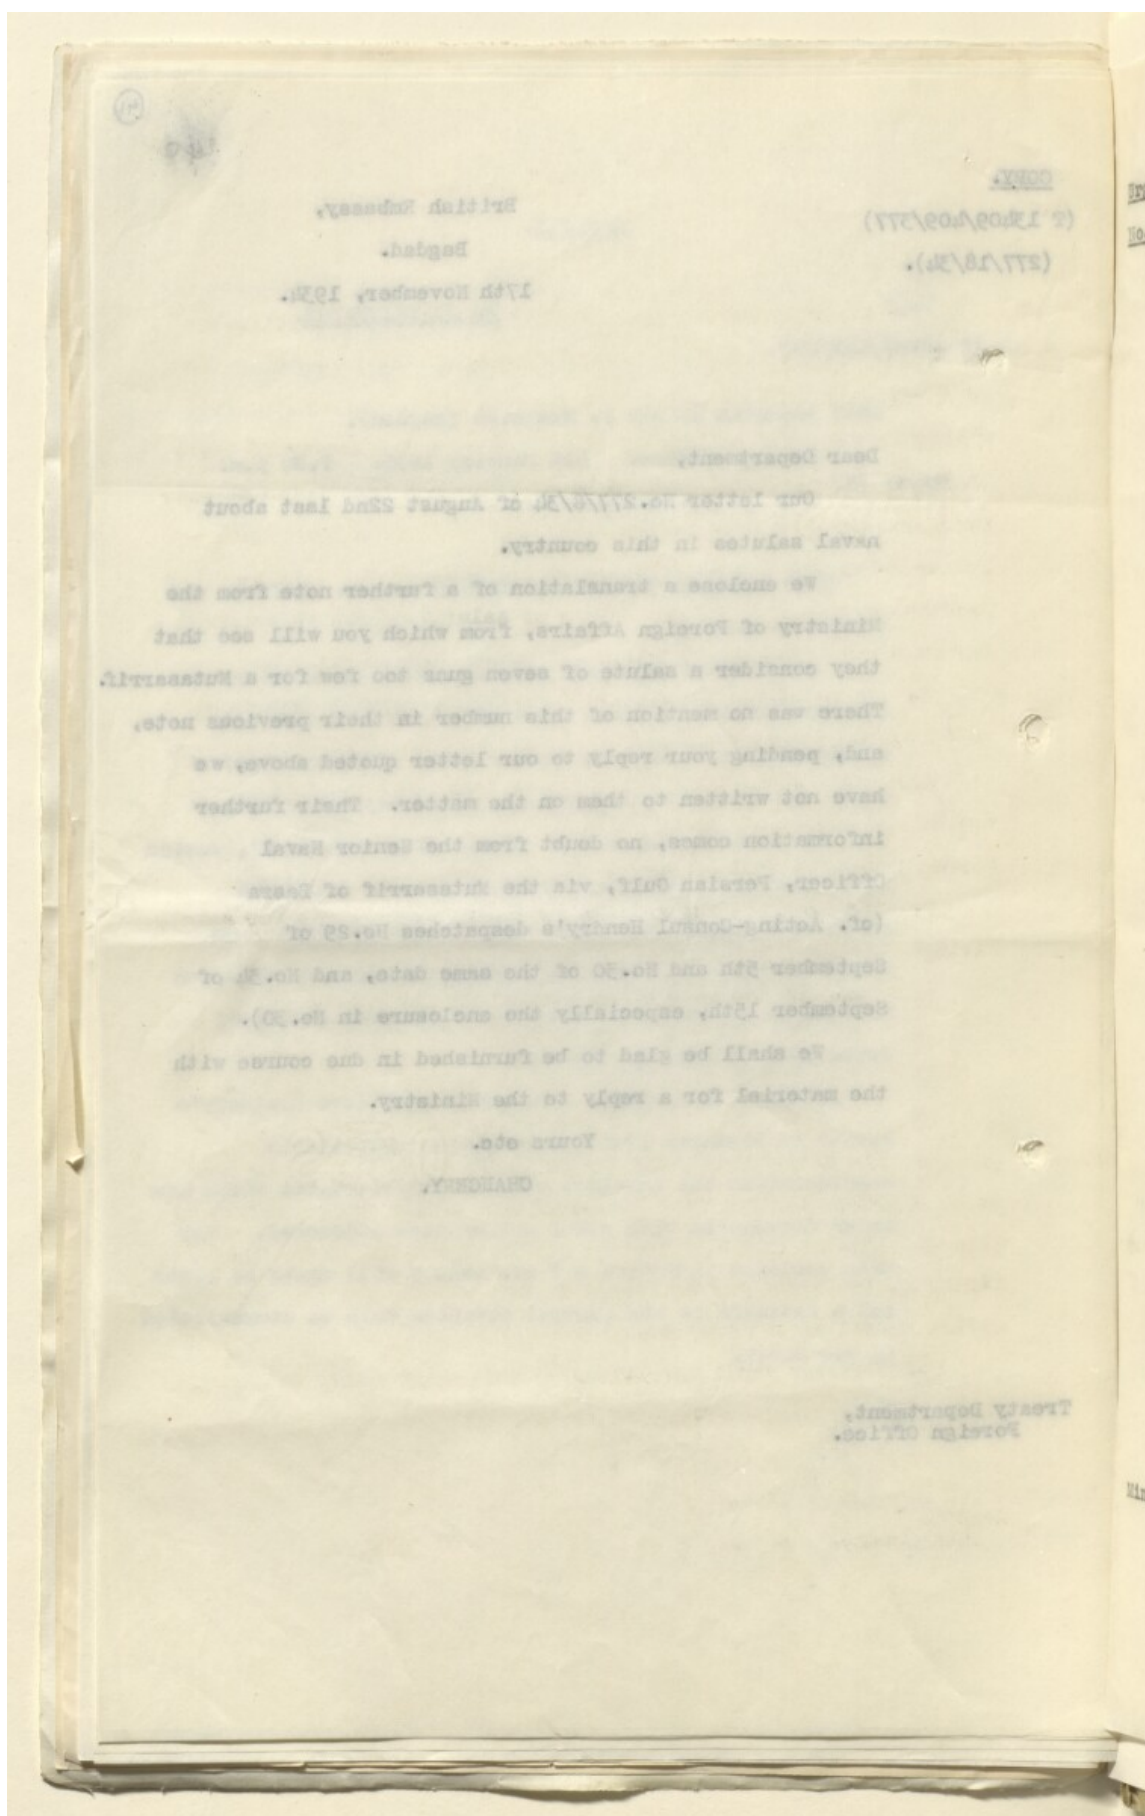 COPY.
(T 13409/409/377)
(277/18/34).
British Embassy,
Bagdad.
17th November, 1934.
Dear Department,
Our letter No.277/6/34 of August 22nd last about
naval salutes in this country.
We enclose a translation of a further note from the
Ministry of Foreign Affairs, from which you will see that
they consider a salute of seven guns too few for a Mutasarrif.
There was no mention of this number in their previous note,
and, pending your reply to our letter quoted above, we
have not written to them on the matter. Their further
information comes, no doubt from the Senior Naval
Officer, Persian Gulf, via the Mutasarrif of Basra
(cf. Acting-Consul Hendry's despatches No.29 of
September 5th and No.30 of the same date, and No.34 of
September 15th, especially the enclosure in No.30).
We shall be glad to be furnished in due course with
the material for a reply to the Ministry.
Yours etc.
CHANCERY.
Treaty Department,
Foreign Office.